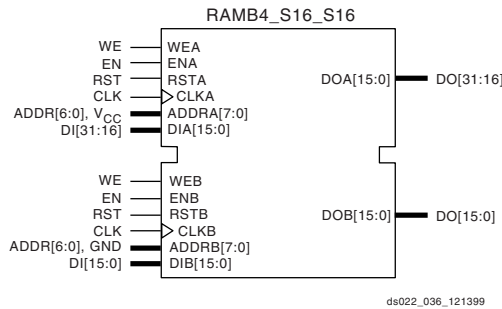 RAMB4_S16_S16
WE WEA
EN ENA
RST RSTA DOA[15:0] DO[31:16]
CLK CLKA
ADDR[6:0], VCC ADDRA[7:0]
DI[31:16] DIA[15:0]
WE WEB
EN ENB
RST RSTB DOB[15:0] DO[15:0]
CLK CLKB
ADDR[6:0], GND ADDRB[7:0]
DI[15:0] DIB[15:0]
ds022_036_121399